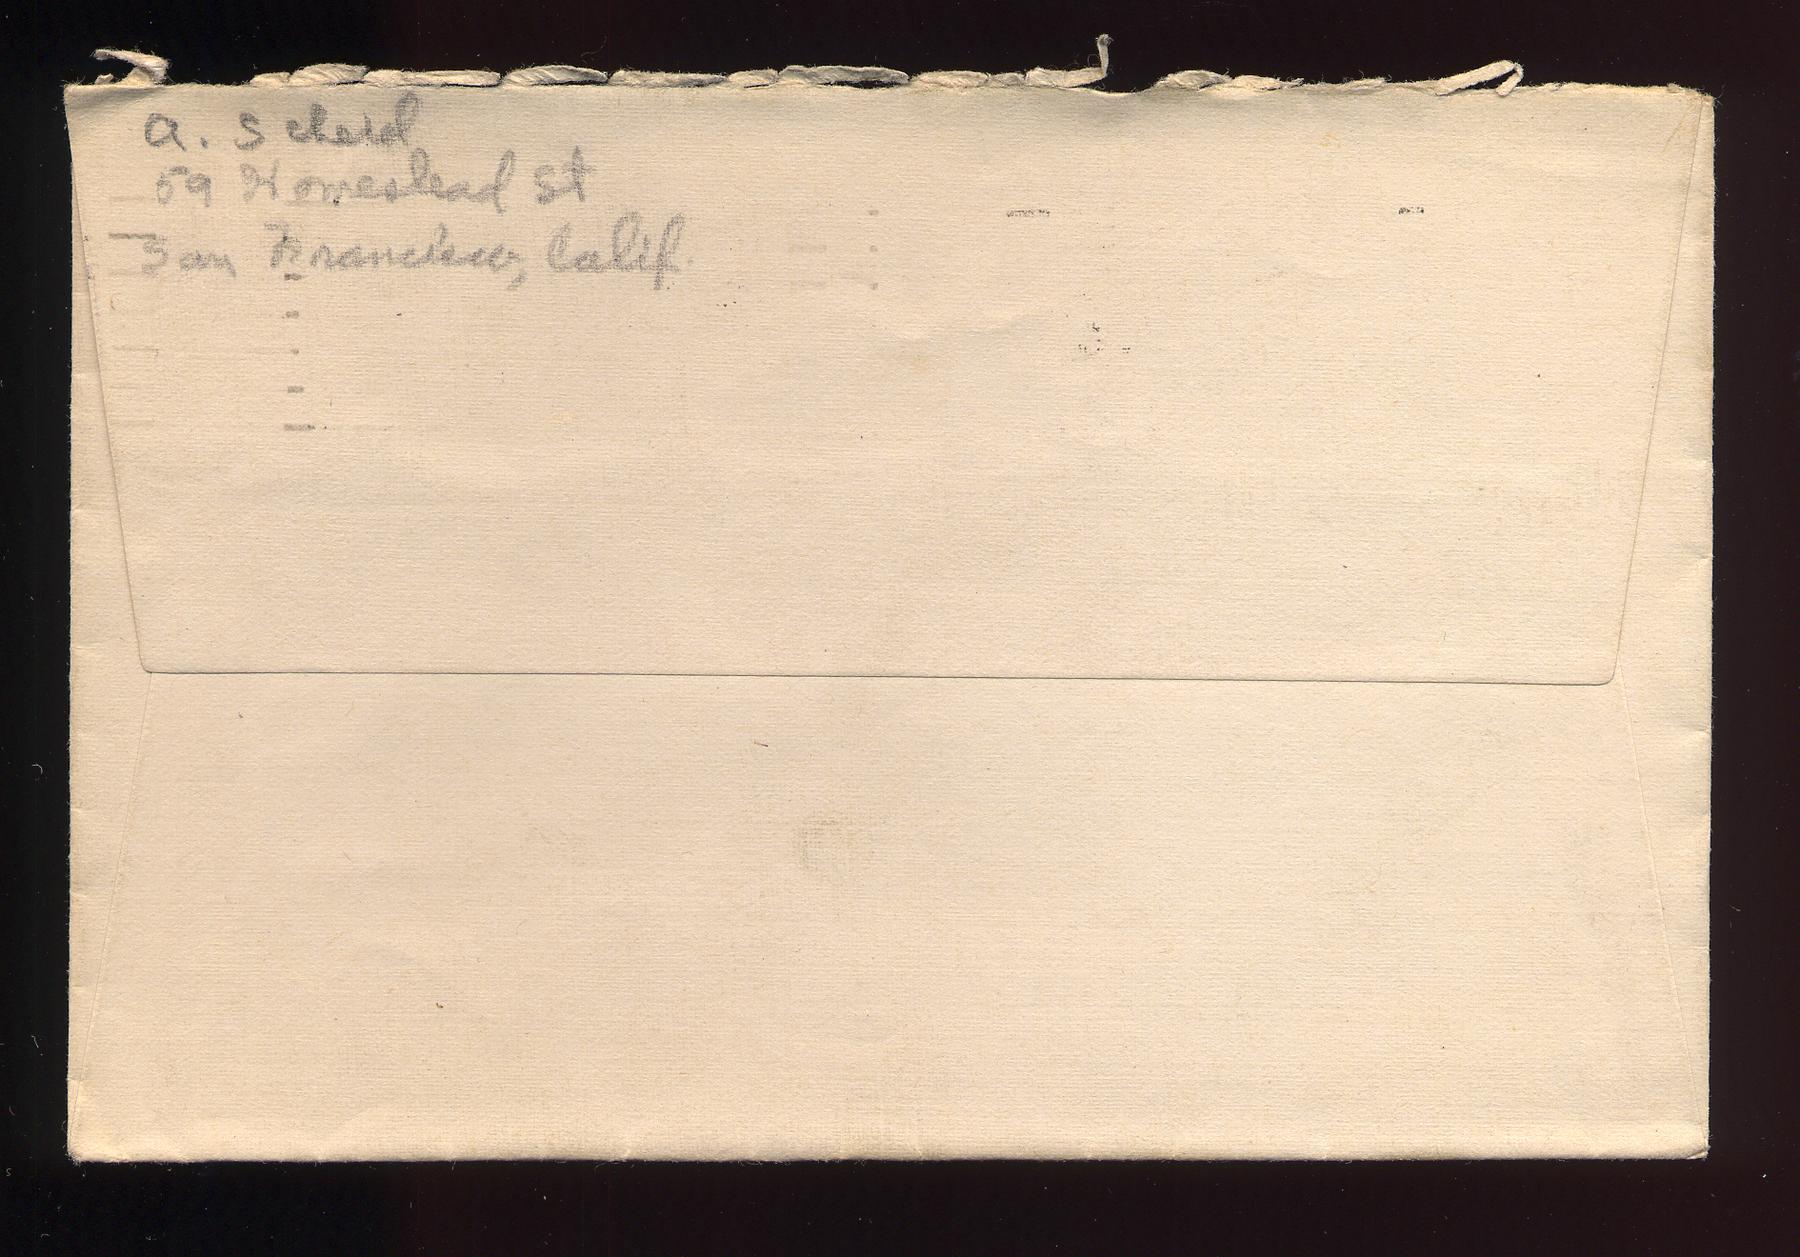 A. Scheid
59 Homestead St
San Francisco, Calif.